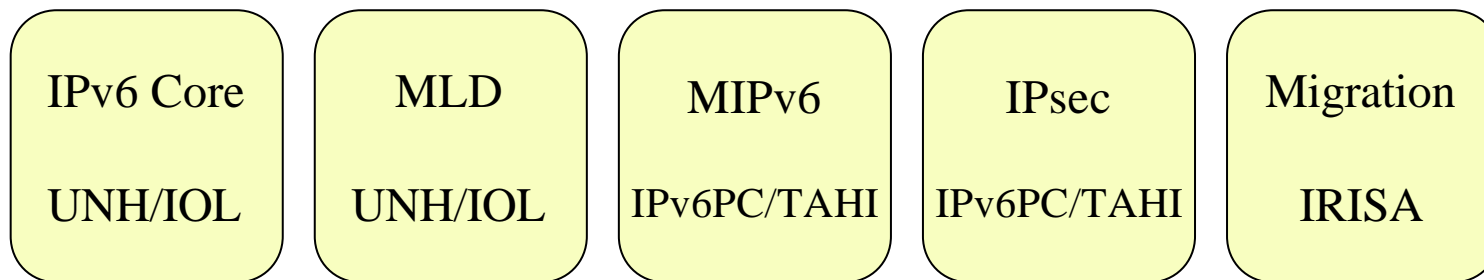 IPv6 Core
UNH/IOL
MLD
UNH/IOL
MIPv6
IPv6PC/TAHI
IPsec
IPv6PC/TAHI
Migration
IRISA